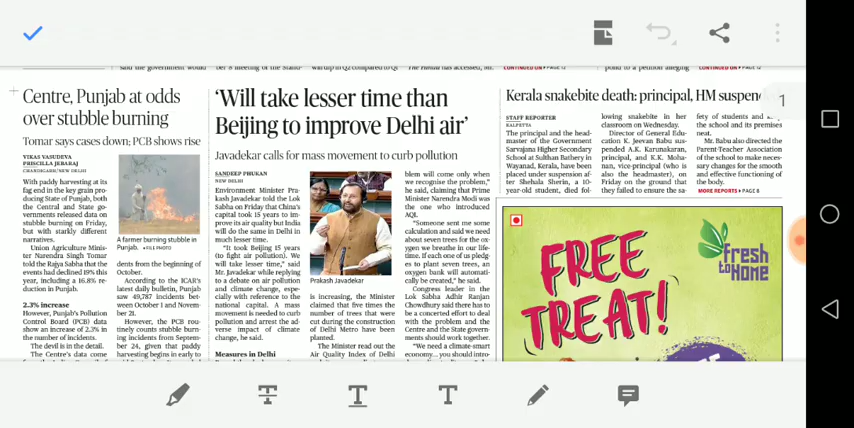 said the government would
1
Centre, Punjab at odds
over stubble burning
Tomar says cases down; PCB shows rise
VIKAS VASUDEVA
PRISCILLA JEBARAJ
CHANDIGARH/NEW DELHI
With paddy harvesting at its
fag end in the key grain pro-
ducing State of Punjab, both
the Central and State go-
vernments released data on
stubble burning on Friday,
but with starkly different
narratives.
Union Agriculture Minis-
ter Narendra Singh Tomar
told the Rajya Sabha that the
events had declined 19% this
year, including a 16.8% re-
duction in Punjab.
2.3% increase
However, Punjab's Pollution
Control Board (PCB) data
show an increase of 2.3% in
the number of incidents.
The devil is in the detail.
The Centre's data come
A farmer burning stubble in
Punjab. • FILE PHOTO
dents from the beginning of
October.
According to the ICAR's
latest daily bulletin, Punjab
saw 49,787 incidents bet-
ween October 1 and Novem-
ber 21.
However, the PCB rou-
tinely counts stubble burn-
ing incidents from Septem-
ber 24, given that paddy
harvesting begins in early to
'Will take lesser time than
Beijing to improve Delhi air'
Javadekar calls for mass movement to curb pollution
SANDEEP PHUKAN
NEW DELHI
Environment Minister Pra-
kash Javadekar told the Lok
Sabha on Friday that China's
capital took 15 years to im-
prove its air quality but India
will do the same in Delhi in
much lesser time.
"It took Beijing 15 years
(to fight air pollution). We
will take lesser time," said
Mr. Javadekar while replying
to a debate on air pollution
and climate change, espe-
cially with reference to the
national capital. A mass
movement is needed to curb
pollution and arrest the ad-
verse impact of climate
change, he said.
Measures in Delhi
Prakash Javadekar
is increasing, the Minister
claimed that five times the
number of trees that were
cut during the construction
of Delhi Metro have been
planted.
The Minister read out the
Air Quality Index of Delhi
blem will come only when
we recognise the problem,"
he said, claiming that Prime
Minister Narendra Modi was
the one who introduced
AQI.
"Someone sent me some
calculation and said we need
about seven trees for the ox-
ygen we breathe in our life-
time. If each one of us pledg-
es to plant seven trees, an
oxygen bank will automati-
cally be created," he said.
Congress leader in the
Lok Sabha Adhir Ranjan
Chowdhury said there has to
be a concerted effort to deal
with the problem and the
Centre and the State govern-
ments should work together.
"We need a climate-smart
economy... you should intro-
Kerala snakebite death: principal, HM suspen
STAFF REPORTER
KALPETTA
The principal and the head-
master of the Government
Sarvajana Higher Secondary
School at Sulthan Bathery in
Wayanad, Kerala, have been
placed under suspension af-
ter Shehala Sherin, a 10-
year-old student, died fol-
lowing snakebite in her
classroom on Wednesday.
Director of General Edu-
cation K. Jeevan Babu sus-
pended A.K. Karunakaran,
principal, and K.K. Moha-
nan, vice-principal (who is
also the headmaster), on
Friday on the ground that
they failed to ensure the sa-
fety of students and
the school and its premises
neat.
Mr. Babu also directed the
Parent-Teacher Association
of the school to make neces-
sary changes for the smooth
and effective functioning of
the body.
MORE REPORTS ▶ PAGE 8
FREE
TREAT!
fresh
to
Home